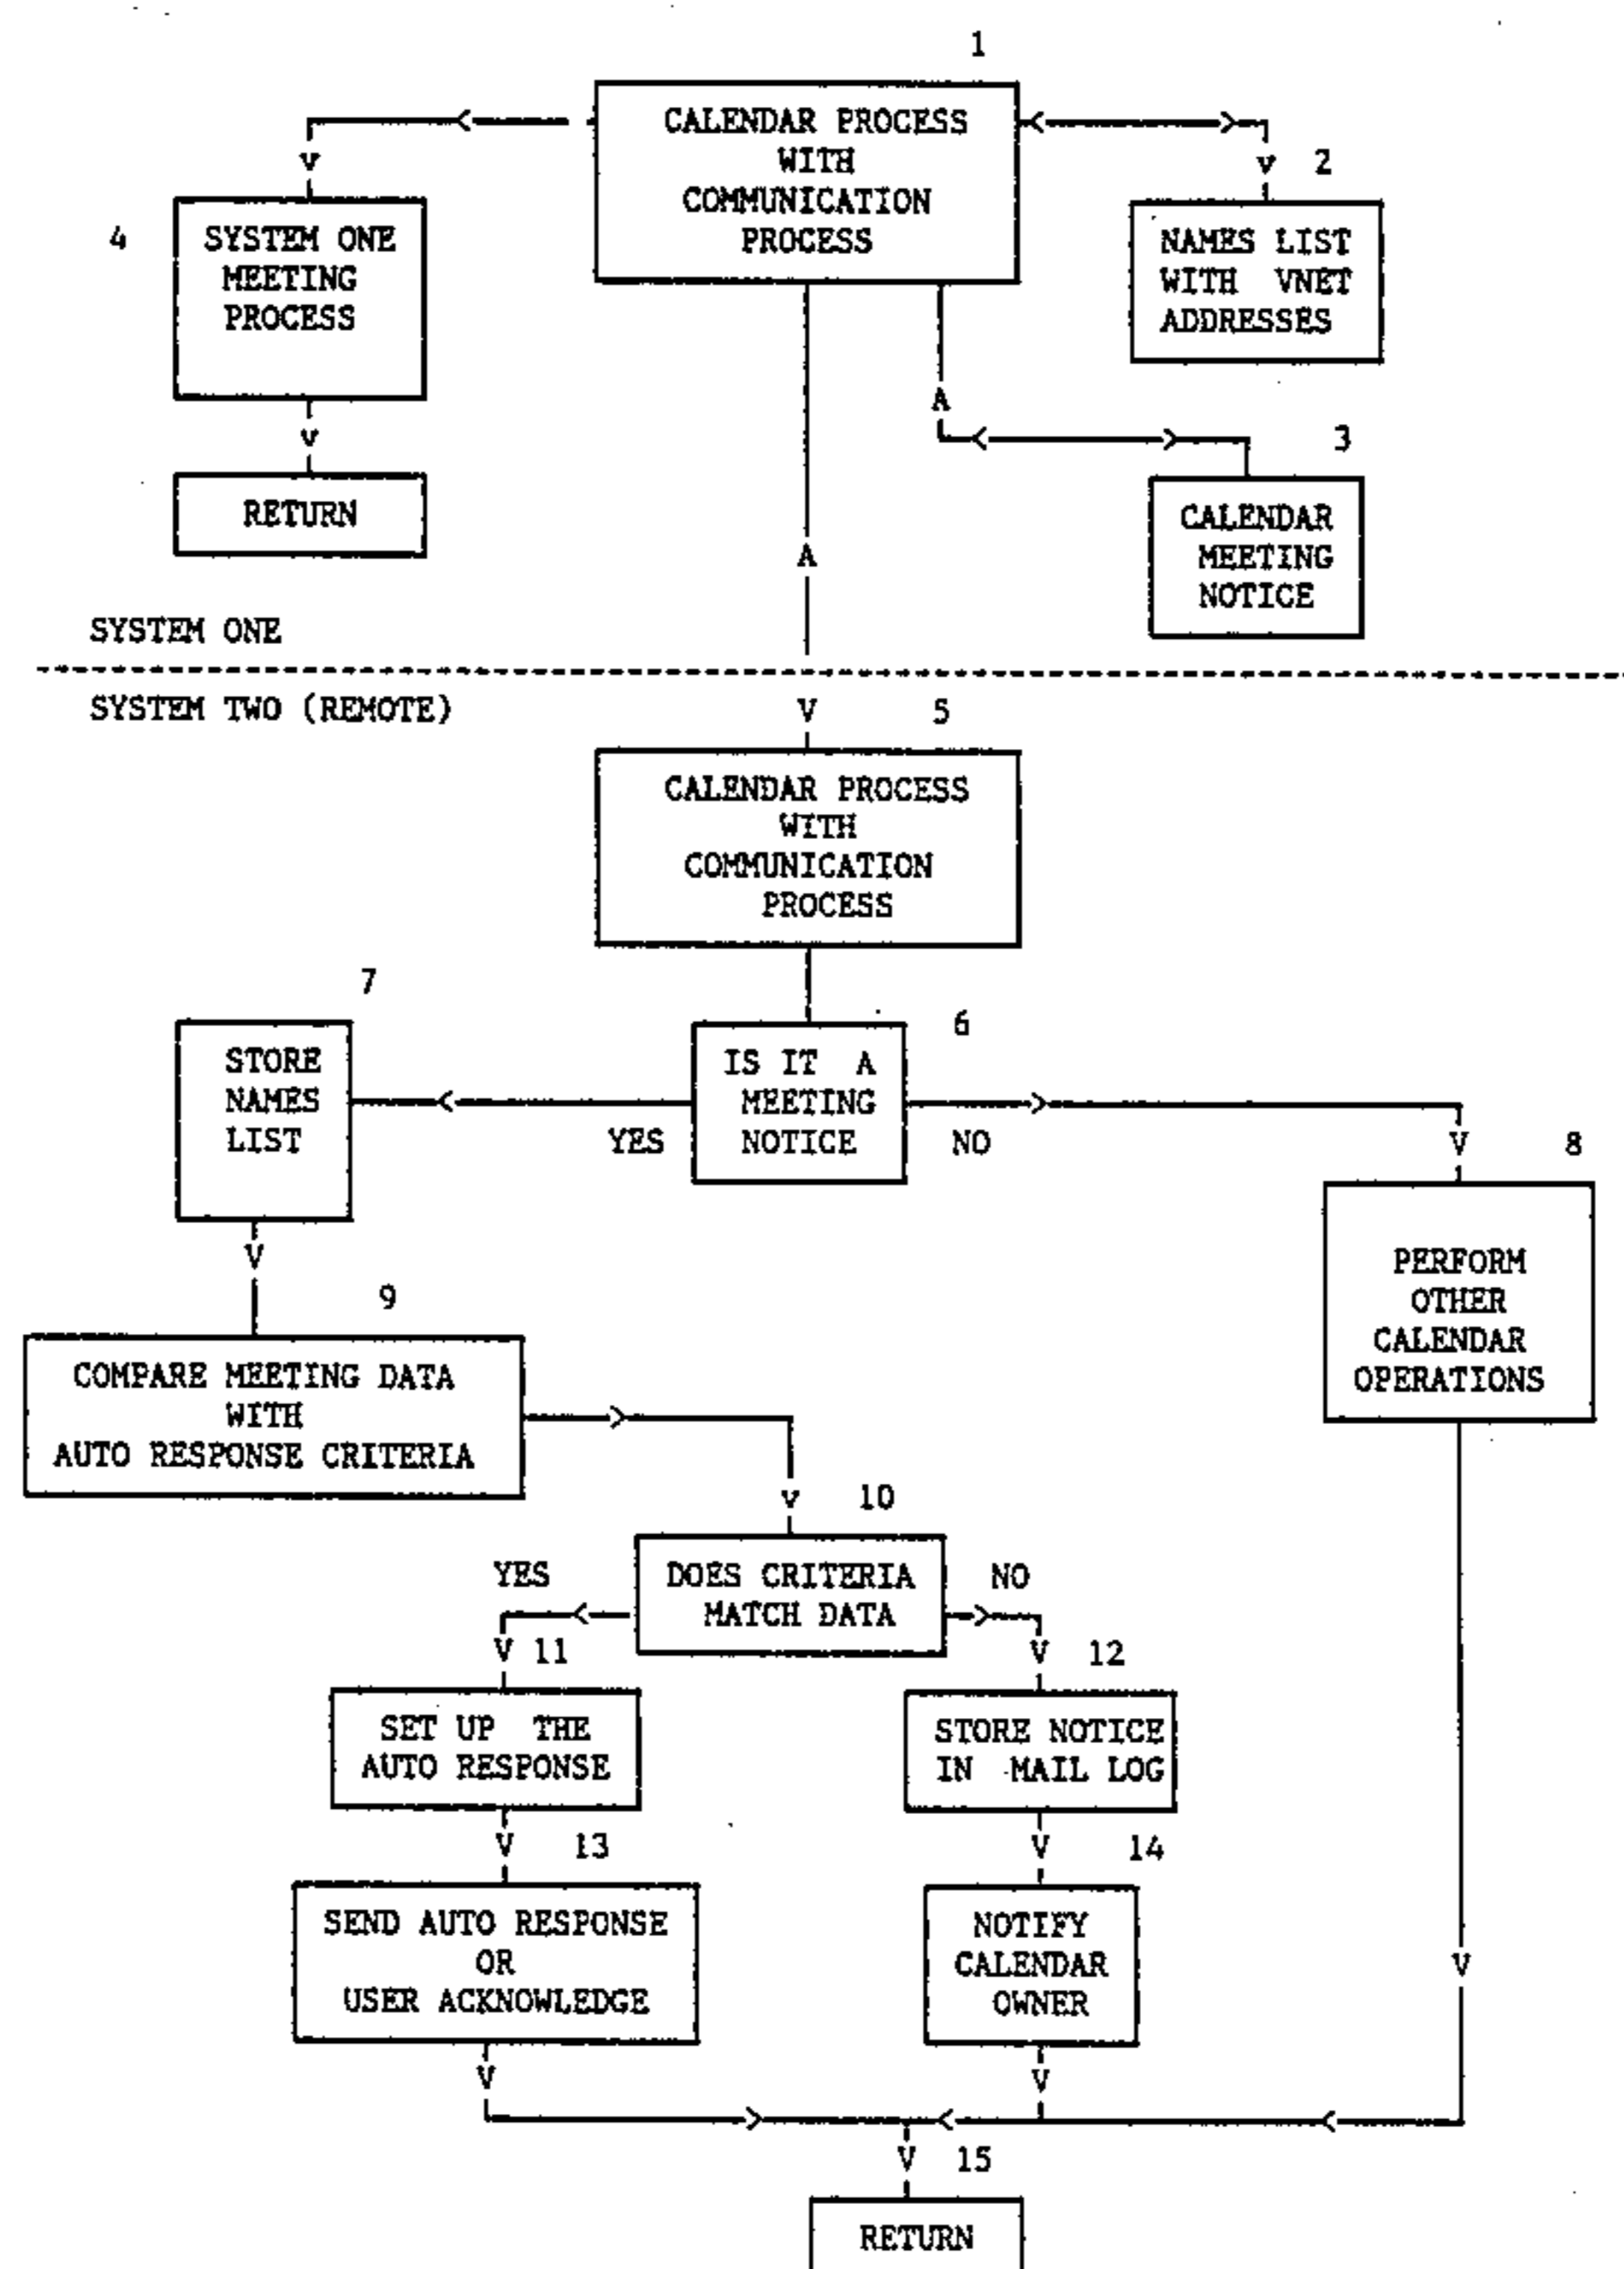 1
CALENDAR PROCESS
WITH
COMMUNICATION
PROCESS
2
NAMES LIST
WITH VNET
ADDRESSES
4
SYSTEM ONE
MEETING
PROCESS
3
CALENDAR
MEETING
NOTICE
RETURN
SYSTEM ONE
SYSTEM TWO (REMOTE)
5
CALENDAR PROCESS
WITH
COMMUNICATION
PROCESS
7
STORE
NAMES
LIST
6
IS IT A
MEETING
NOTICE
YES
NO
8
PERFORM
OTHER
CALENDAR
OPERATIONS
9
COMPARE MEETING DATA
WITH
AUTO RESPONSE CRITERIA
10
DOES CRITERIA
MATCH DATA
YES
NO
11
SET UP THE
AUTO RESPONSE
12
STORE NOTICE
IN MAIL LOG
13
SEND AUTO RESPONSE
OR
USER ACKNOWLEDGE
14
NOTIFY
CALENDAR
OWNER
15
RETURN